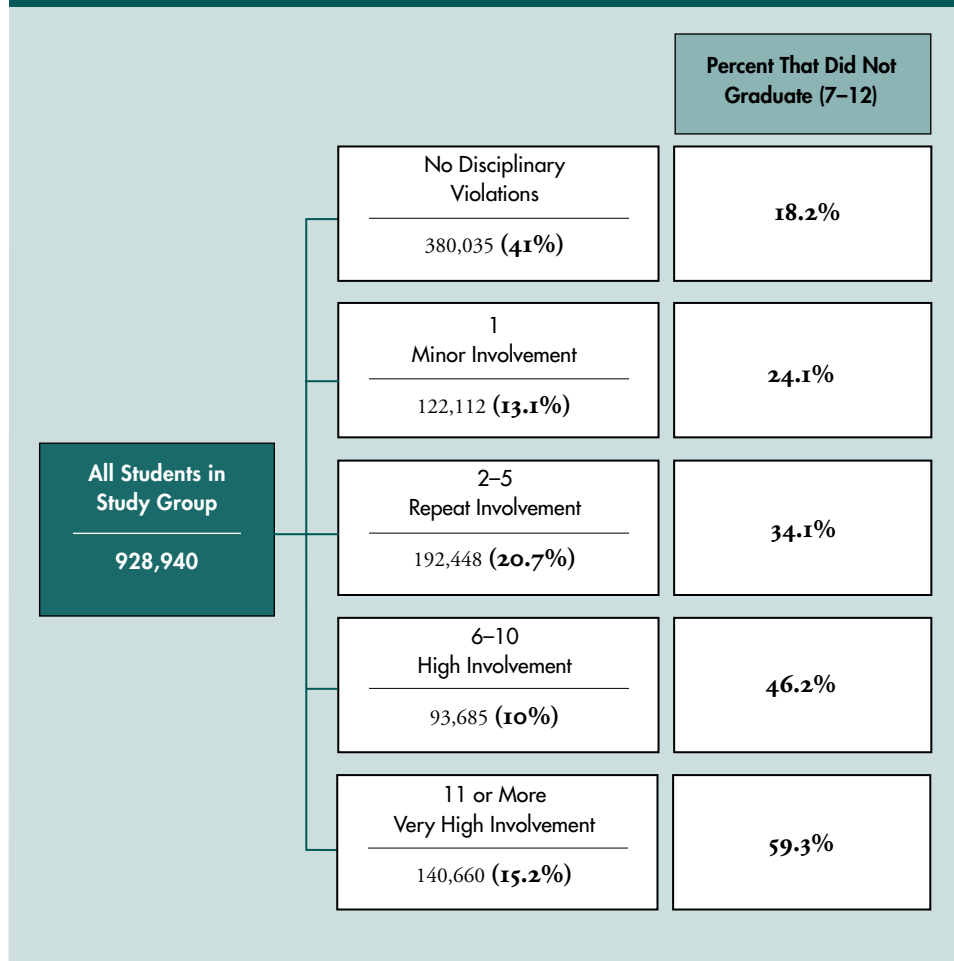 Percent That Did Not
Graduate (7–12)
No Disciplinary
Violations
380,035 (41%)
18.2%
1
Minor Involvement
122,112 (13.1%)
24.1%
All Students in
Study Group
928,940
2–5
Repeat Involvement
192,448 (20.7%)
34.1%
6–10
High Involvement
93,685 (10%)
46.2%
11 or More
Very High Involvement
140,660 (15.2%)
59.3%